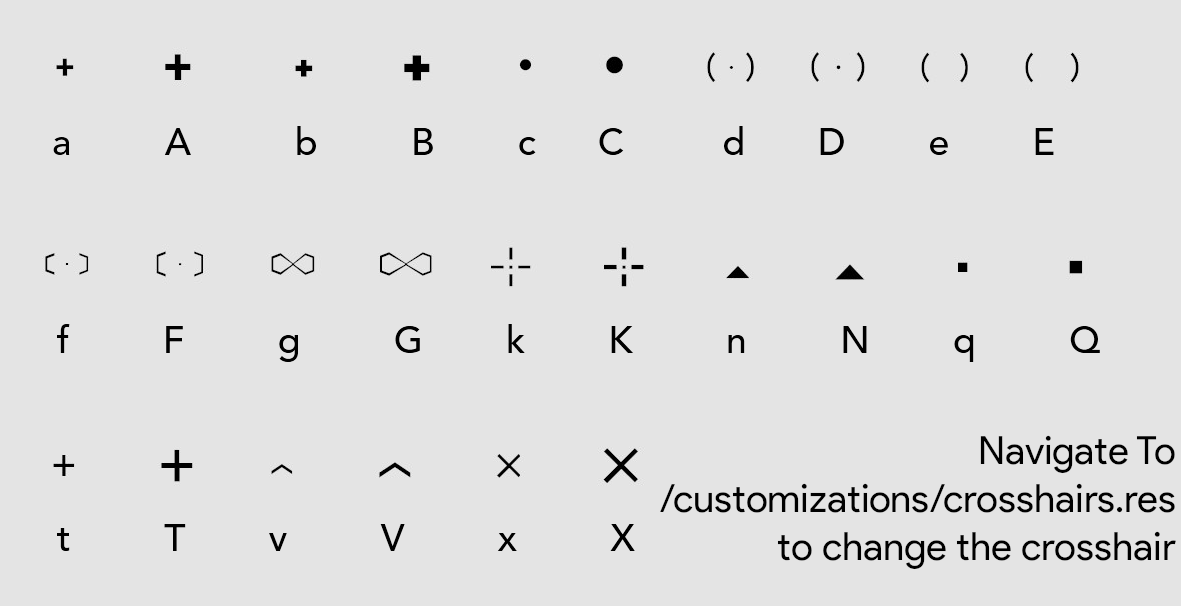 a A b B c C d D e E
f F g G k K n N q Q
Navigate To
/customizations/crosshairs.res
t T v V x X
to change the crosshair